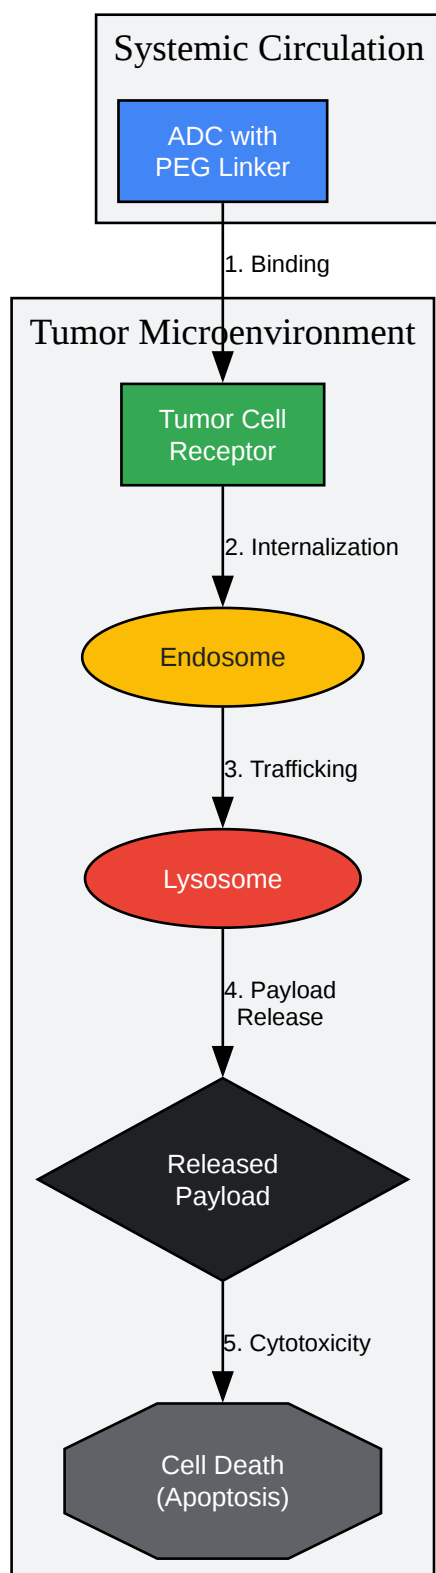 Systemic Circulation
ADC with
PEG Linker
1. Binding
Tumor Microenvironment
Tumor Cell
Receptor
2. Internalization
Endosome
3. Trafficking
Lysosome
4. Payload
Release
Released
Payload
5. Cytotoxicity
Cell Death
(Apoptosis)